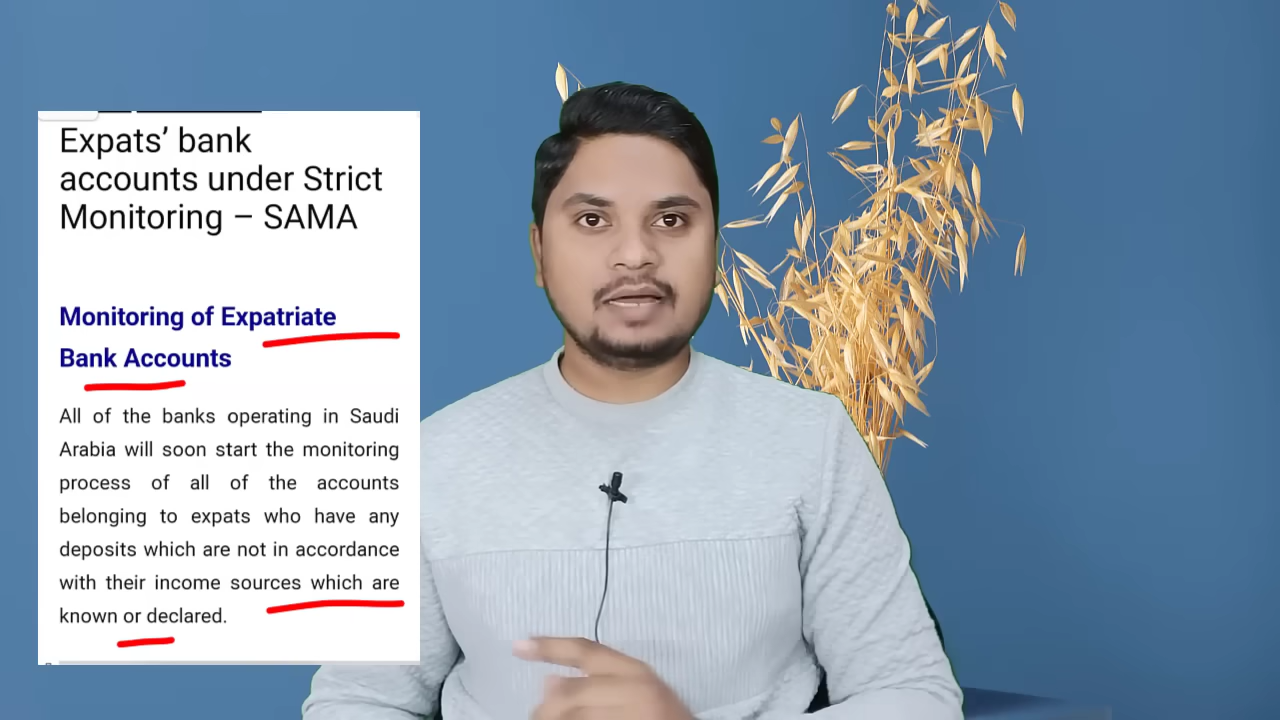 Expats’ bank
accounts under Strict
Monitoring – SAMA
Monitoring of Expatriate
Bank Accounts
All of the banks operating in Saudi
Arabia will soon start the monitoring
process of all of the accounts
belonging to expats who have any
deposits which are not in accordance
with their income sources which are
known or declared.